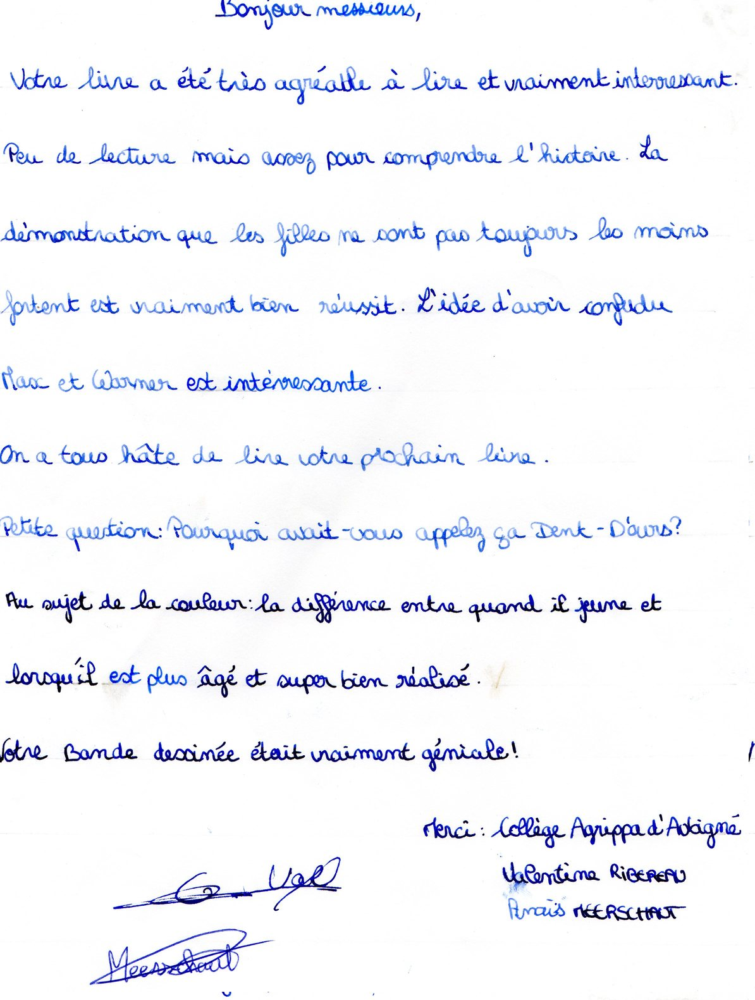 Bonjour messieurs,
Votre livre a été très agréable à lire et vraiment interressant.
Peu de lecture mais assez pour comprendre l'histoire. La
démonstration que les filles ne sont pas toujours les moins
fortent est vraiment bien réussit. L'idée d'avoir confudu
Max et Warner est intérressante.
On a tous hâte de lire votre prochain livre.
Petite question: Pourquoi avait-vous appelez ça Dent-D'ours?
Au sujet de la couleur: la différence entre quand il jeune et
lorsqu'il est plus âgé et super bien réalisé.
Votre Bande dessinée était vraiment géniale!
Merci: Collège Agrippa d'Aubigné
Valentine RiBEREAU
Anaïs MEERSCHAUT
Val
Meerschaut